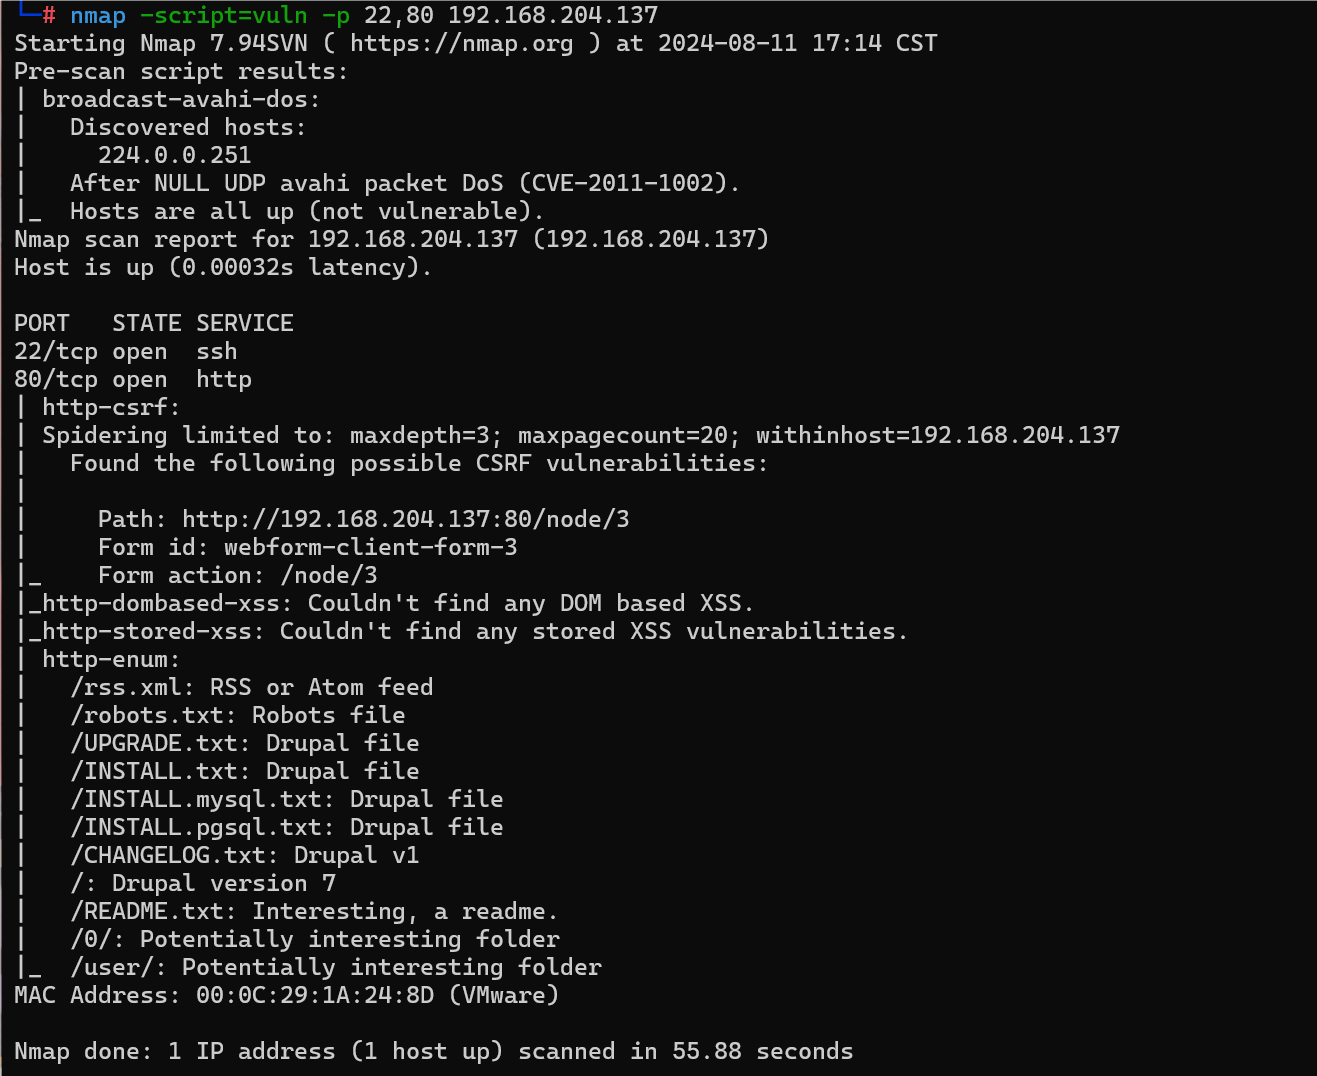 └─# nmap -script=vuln -p 22,80 192.168.204.137
Starting Nmap 7.94SVN ( https://nmap.org ) at 2024-08-11 17:14 CST
Pre-scan script results:
| broadcast-avahi-dos:
|   Discovered hosts:
|     224.0.0.251
|   After NULL UDP avahi packet DoS (CVE-2011-1002).
|_  Hosts are all up (not vulnerable).
Nmap scan report for 192.168.204.137 (192.168.204.137)
Host is up (0.00032s latency).

PORT   STATE SERVICE
22/tcp open  ssh
80/tcp open  http
| http-csrf:
| Spidering limited to: maxdepth=3; maxpagecount=20; withinhost=192.168.204.137
|   Found the following possible CSRF vulnerabilities:
|
|     Path: http://192.168.204.137:80/node/3
|     Form id: webform-client-form-3
|_    Form action: /node/3
|_http-dombased-xss: Couldn't find any DOM based XSS.
|_http-stored-xss: Couldn't find any stored XSS vulnerabilities.
| http-enum:
|   /rss.xml: RSS or Atom feed
|   /robots.txt: Robots file
|   /UPGRADE.txt: Drupal file
|   /INSTALL.txt: Drupal file
|   /INSTALL.mysql.txt: Drupal file
|   /INSTALL.pgsql.txt: Drupal file
|   /CHANGELOG.txt: Drupal v1
|   /: Drupal version 7
|   /README.txt: Interesting, a readme.
|   /0/: Potentially interesting folder
|_  /user/: Potentially interesting folder
MAC Address: 00:0C:29:1A:24:8D (VMware)

Nmap done: 1 IP address (1 host up) scanned in 55.88 seconds